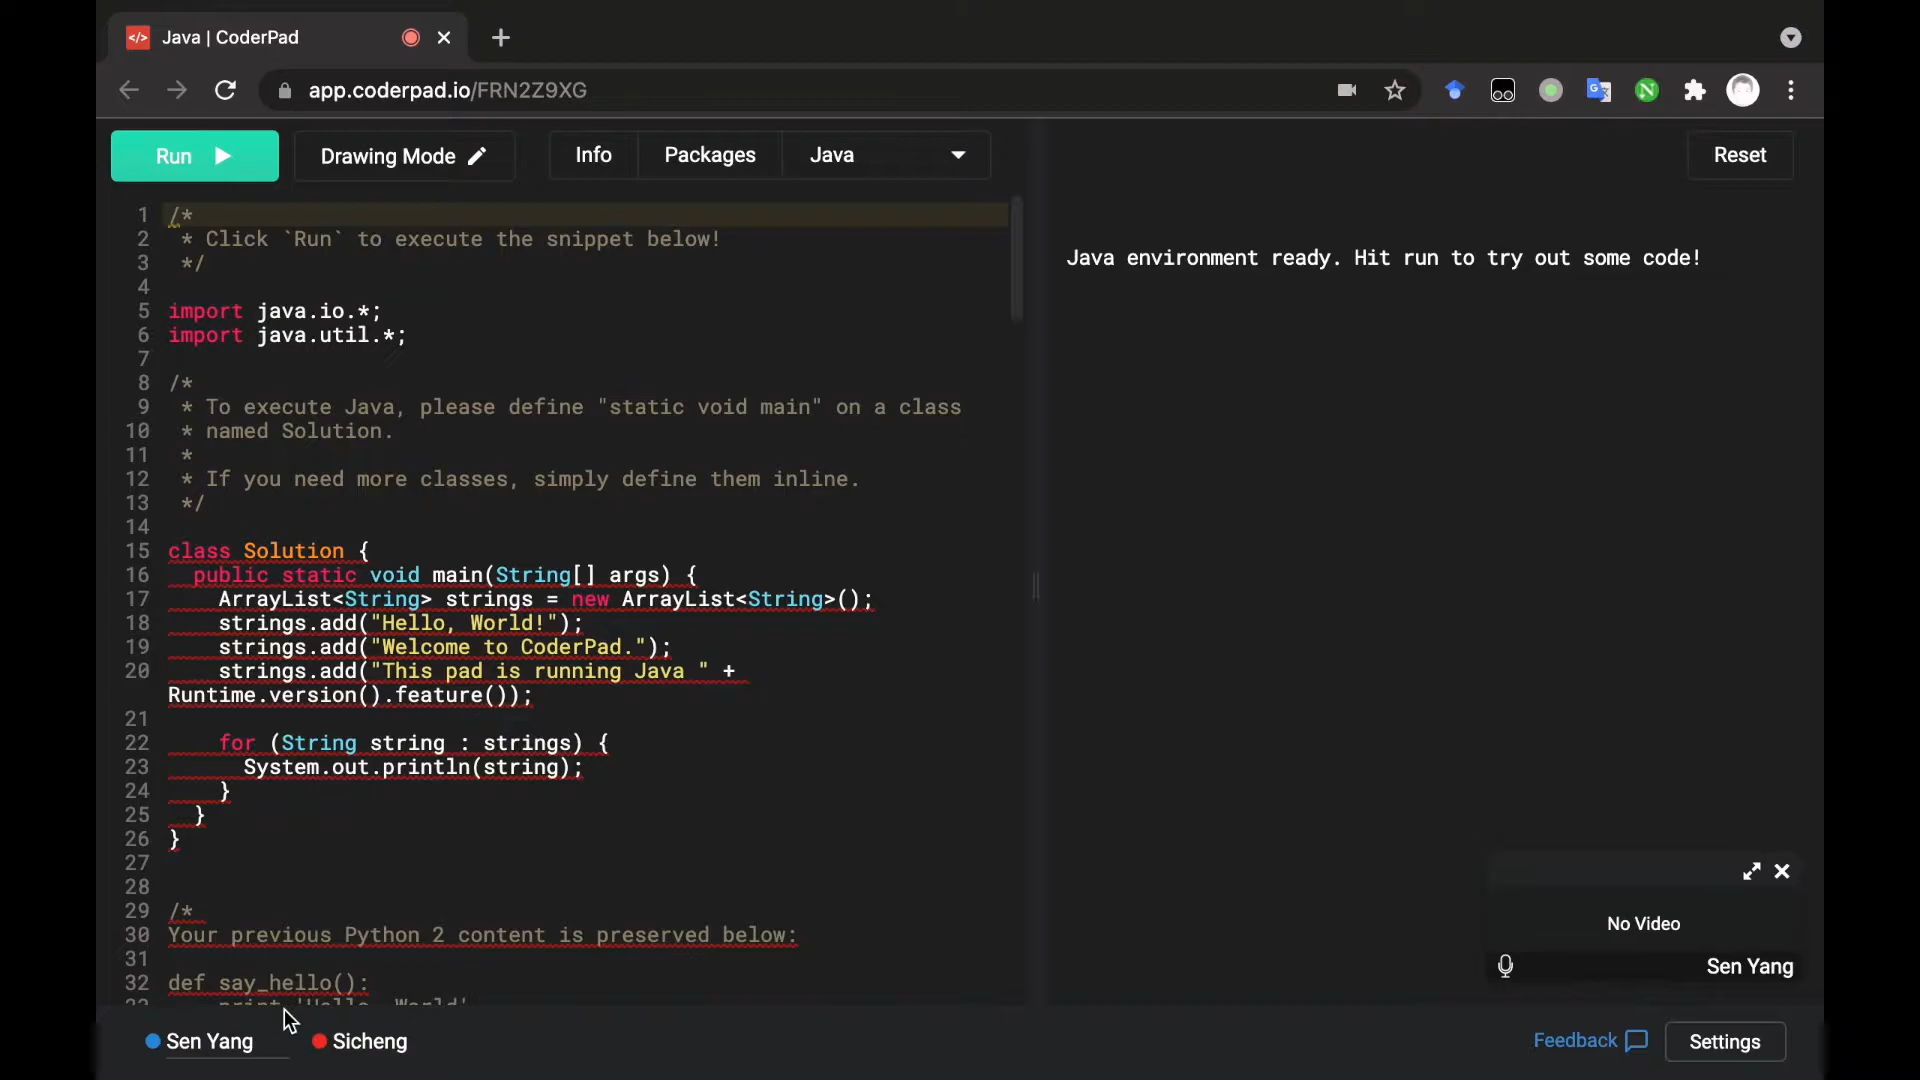 Java | CoderPad
app.coderpad.io/FRN2Z9XG
Run
Drawing Mode
Info
Packages
Java
Reset
1 /*
2 * Click `Run` to execute the snippet below!
3 */
4
5 import java.io.*;
6 import java.util.*;
7
8 /*
9 * To execute Java, please define "static void main" on a class
10 * named Solution.
11 *
12 * If you need more classes, simply define them inline.
13 */
14
15 class Solution {
16 public static void main(String[] args) {
17 ArrayList<String> strings = new ArrayList<String>();
18 strings.add("Hello, World!");
19 strings.add("Welcome to CoderPad.");
20 strings.add("This pad is running Java " +
Runtime.version().feature());
21
22 for (String string : strings) {
23 System.out.println(string);
24 }
25 }
26 }
27
28
29 /*
30 Your previous Python 2 content is preserved below:
31
32 def say_hello():
33 print 'Hello, World'
Java environment ready. Hit run to try out some code!
No Video
Sen Yang
Sen Yang
Sicheng
Feedback
Settings